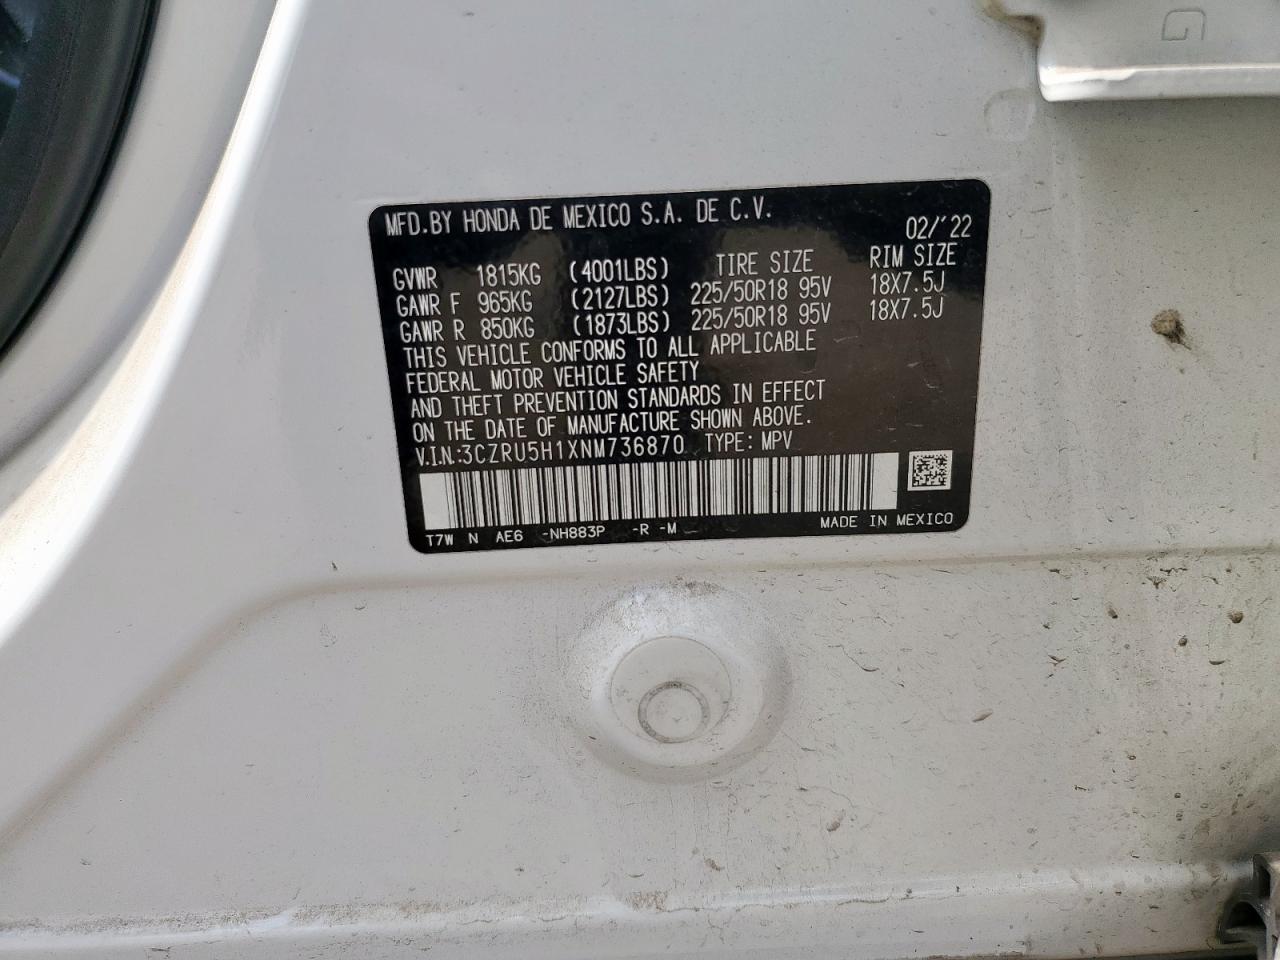 G
MFD.BY HONDA DE MEXICO S.A. DE C.V.
02/'22
GVWR 1815KG (4001LBS) TIRE SIZE RIM SIZE
GAWR F 965KG (2127LBS) 225/50R18 95V 18X7.5J
GAWR R 850KG (1873LBS) 225/50R18 95V 18X7.5J
THIS VEHICLE CONFORMS TO ALL APPLICABLE
FEDERAL MOTOR VEHICLE SAFETY
AND THEFT PREVENTION STANDARDS IN EFFECT
ON THE DATE OF MANUFACTURE SHOWN ABOVE.
V.I.N.:3CZRU5H1XNM736870 TYPE: MPV
T7W N AE6 -NH883P -R -M MADE IN MEXICO